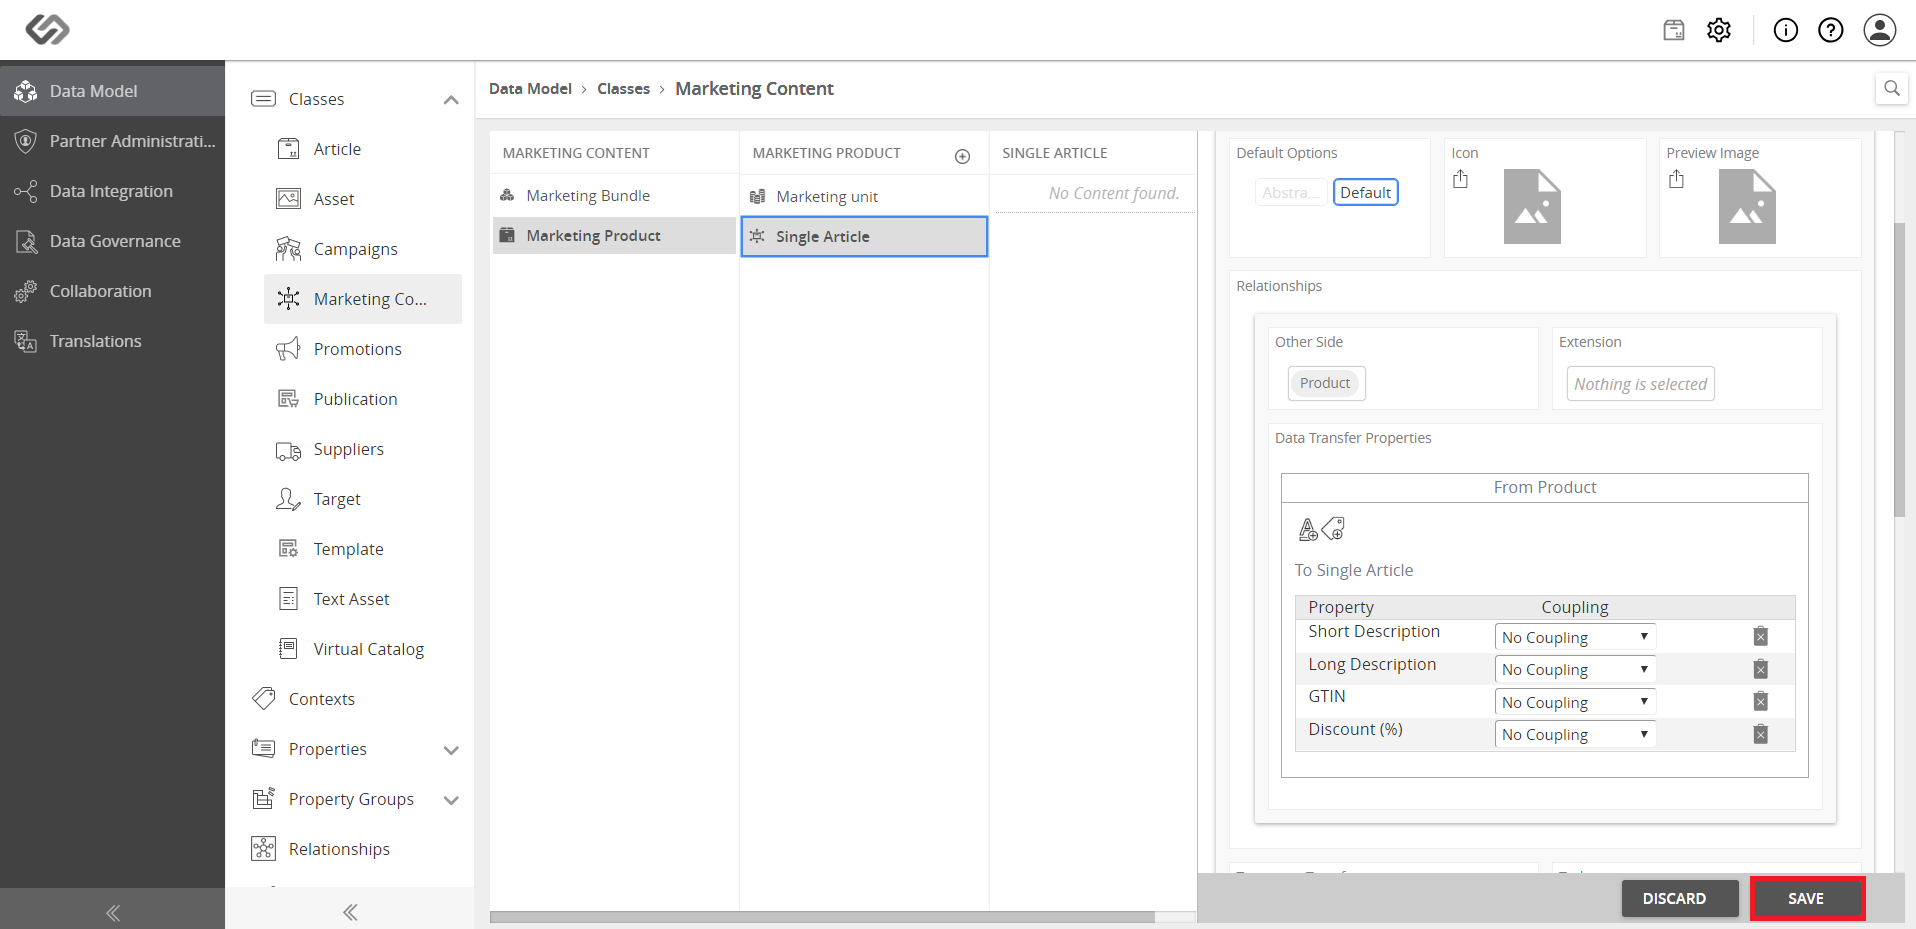 Data Model
Partner Administrati...
Data Integration
Data Governance
Collaboration
Translations
Classes
Article
Asset
Campaigns
Marketing Co...
Promotions
Publication
Suppliers
Target
Template
Text Asset
Virtual Catalog
Contexts
Properties
Property Groups
Relationships
Data Model > Classes > Marketing Content
MARKETING CONTENT
Marketing Bundle
Marketing Product
MARKETING PRODUCT
Marketing unit
Single Article
SINGLE ARTICLE
No Content found.
Default Options
Abstra...
Default
Icon
Preview Image
Relationships
Other Side
Product
Extension
Nothing is selected
Data Transfer Properties
From Product
To Single Article
Property Coupling
Short Description No Coupling
Long Description No Coupling
GTIN No Coupling
Discount (%) No Coupling
DISCARD
SAVE